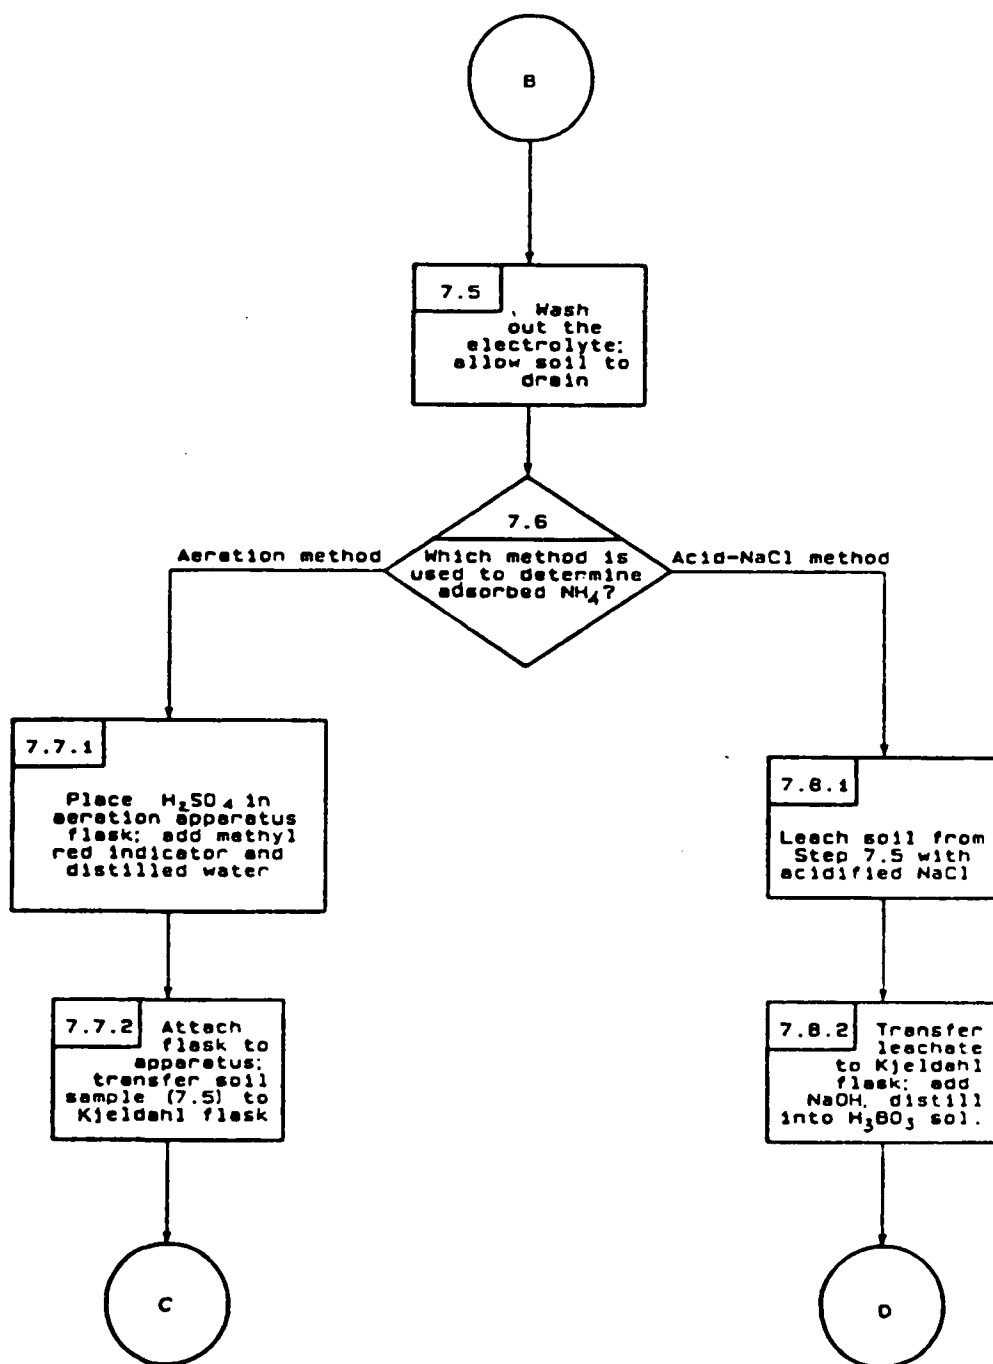 B
7.5
Wash
out the
electrolyte;
allow soil to
drain
7.6
Which method is
used to determine
adsorbed NH₄?
Aeration method
Acid-NaCl method
7.7.1
Place H₂SO₄ in
aeration apparatus
flask; add methyl
red indicator and
distilled water
7.8.1
Leach soil from
Step 7.5 with
acidified NaCl
7.7.2 Attach
flask to
apparatus;
transfer soil
sample (7.5) to
Kjeldahl flask
7.8.2 Transfer
leachate
to Kjeldahl
flask; add
NaOH, distill
into H₃BO₃ sol.
C
D